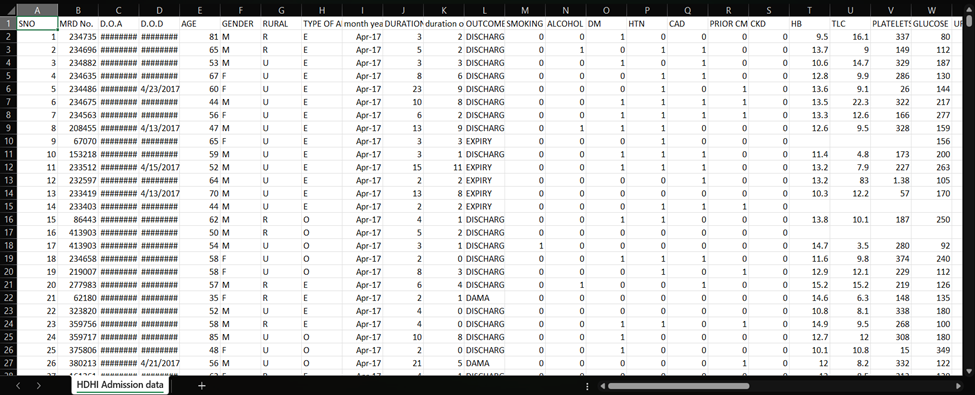 A B C D E F G H I J K L M N O P Q R S T U V W
1 SNO MRD No. D.O.A D.O.D AGE GENDER RURAL TYPE OF A month yea DURATION duration o OUTCOME SMOKING ALCOHOL DM HTN CAD PRIOR CM CKD HB TLC PLATELETS GLUCOSE
2 1 234735 ######## ######## 81 M R E Apr-17 3 2 DISCHARG 0 0 1 0 0 0 0 9.5 16.1 337 80
3 2 234696 ######## ######## 65 M R E Apr-17 5 2 DISCHARG 0 1 0 1 1 0 0 13.7 9 149 112
4 3 234882 ######## ######## 53 M U E Apr-17 3 3 DISCHARG 0 0 1 0 1 0 0 10.6 14.7 329 187
5 4 234635 ######## ######## 67 F U E Apr-17 8 6 DISCHARG 0 0 0 1 1 0 0 12.8 9.9 286 130
6 5 234486 ######## 4/23/2017 60 F U E Apr-17 23 9 DISCHARG 0 0 0 1 0 1 0 13.6 9.1 26 144
7 6 234675 ######## ######## 44 M U E Apr-17 10 8 DISCHARG 0 0 1 1 1 1 0 13.5 22.3 322 217
8 7 234563 ######## ######## 56 F U E Apr-17 6 2 DISCHARG 0 0 1 1 1 1 0 13.3 12.6 166 277
9 8 208455 ######## 4/13/2017 47 M U E Apr-17 13 9 DISCHARG 0 1 1 1 0 0 0 12.6 9.5 328 159
10 9 67070 ######## ######## 65 F U E Apr-17 3 3 EXPIRY 0 0 0 0 0 1 0 156
11 10 153218 ######## ######## 59 M U E Apr-17 3 1 DISCHARG 0 0 1 1 1 0 0 11.4 4.8 173 200
12 11 233512 ######## 4/15/2017 52 M U E Apr-17 15 11 EXPIRY 0 0 1 1 1 0 0 13.2 7.9 227 263
13 12 232597 ######## ######## 64 M U E Apr-17 2 2 EXPIRY 0 0 0 0 1 0 0 13.2 83 1.38 105
14 13 233419 ######## 4/13/2017 70 M U E Apr-17 13 8 DISCHARG 0 0 0 0 0 1 0 10.3 12.2 57 170
15 14 233403 ######## ######## 44 M U E Apr-17 2 2 EXPIRY 0 0 0 1 1 1 0
16 15 86443 ######## ######## 62 M R O Apr-17 4 1 DISCHARG 0 0 1 1 0 0 0 13.8 10.1 187 250
17 16 413903 ######## ######## 50 M R O Apr-17 5 2 DISCHARG 0 0 0 0 0 0 0
18 17 413903 ######## ######## 54 M U O Apr-17 3 1 DISCHARG 1 0 0 0 0 0 0 14.7 3.5 280 92
19 18 234658 ######## ######## 58 F U O Apr-17 2 0 DISCHARG 0 0 1 1 1 0 0 11.6 9.8 374 240
20 19 219007 ######## ######## 58 F U O Apr-17 8 3 DISCHARG 0 0 0 1 0 1 0 12.9 12.1 229 112
21 20 277983 ######## ######## 57 M R E Apr-17 6 4 DISCHARG 0 1 0 0 1 0 0 15.2 15.2 219 126
22 21 62180 ######## ######## 35 F R E Apr-17 2 1 DAMA 0 0 0 0 0 0 0 14.6 6.3 148 135
23 22 323820 ######## ######## 52 M U E Apr-17 4 0 DISCHARG 0 0 0 0 0 0 0 10.8 8.1 338 180
24 23 359756 ######## ######## 58 M R E Apr-17 4 0 DISCHARG 0 0 1 1 0 1 0 14.9 9.5 268 100
25 24 359717 ######## ######## 85 M U O Apr-17 10 8 DISCHARG 0 0 1 0 0 0 0 12.7 12 308 180
26 25 375806 ######## ######## 48 F U O Apr-17 2 0 DISCHARG 0 0 1 0 0 0 0 10.1 10.8 15 349
27 26 380213 ######## 4/21/2017 56 M U O Apr-17 21 5 DAMA 0 0 0 0 0 1 0 12 8.2 332 122
HDHI Admission data